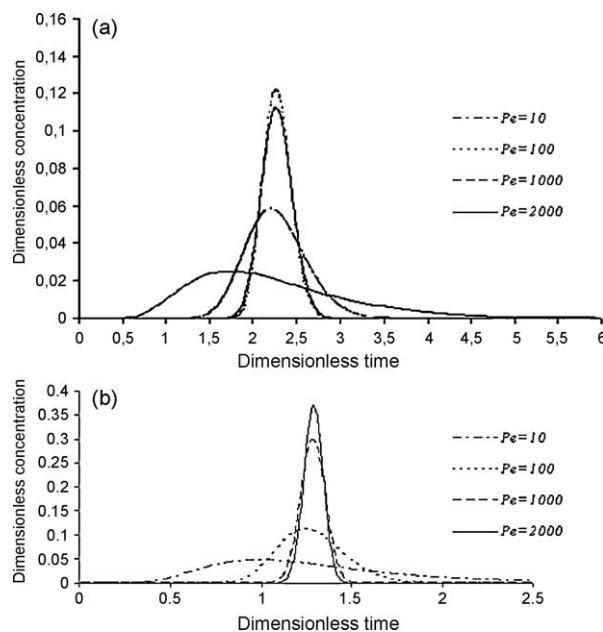 (a)
Dimensionless concentration
0,16
0,14
0,12
0,1
0,08
0,06
0,04
0,02
0
Pe=10
Pe=100
Pe=1000
Pe=2000
0 0,5 1 1,5 2 2,5 3 3,5 4 4,5 5 5,5 6
Dimensionless time
(b)
Dimensionless concentration
0.4
0.35
0.3
0.25
0.2
0.15
0.1
0.05
0
Pe=10
Pe=100
Pe=1000
Pe=2000
0 0.5 1 1.5 2 2.5
Dimensionless time